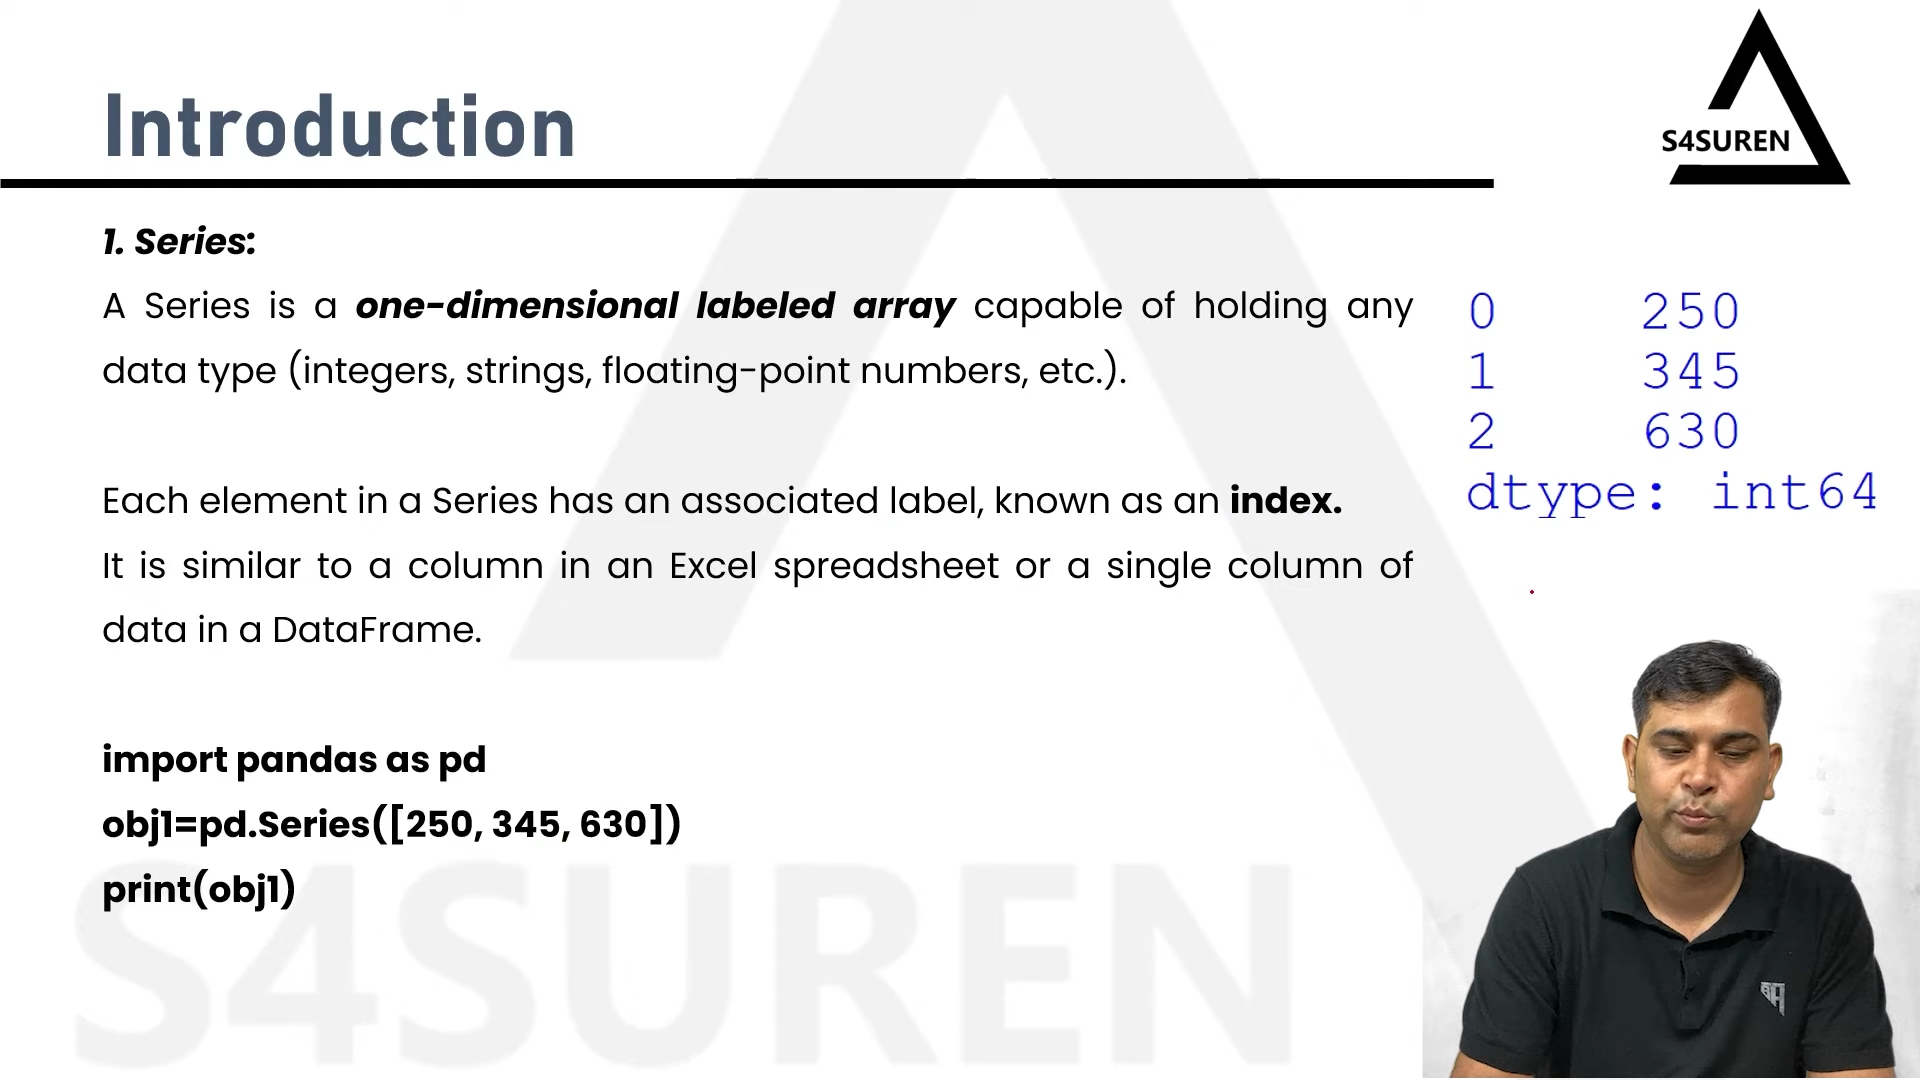 Introduction
S4SUREN
1. Series:
A Series is a one-dimensional labeled array capable of holding any
data type (integers, strings, floating-point numbers, etc.).
Each element in a Series has an associated label, known as an index.
It is similar to a column in an Excel spreadsheet or a single column of
data in a DataFrame.
import pandas as pd
obj1=pd.Series([250, 345, 630])
print(obj1)
0 250
1 345
2 630
dtype: int64
S4SUREN